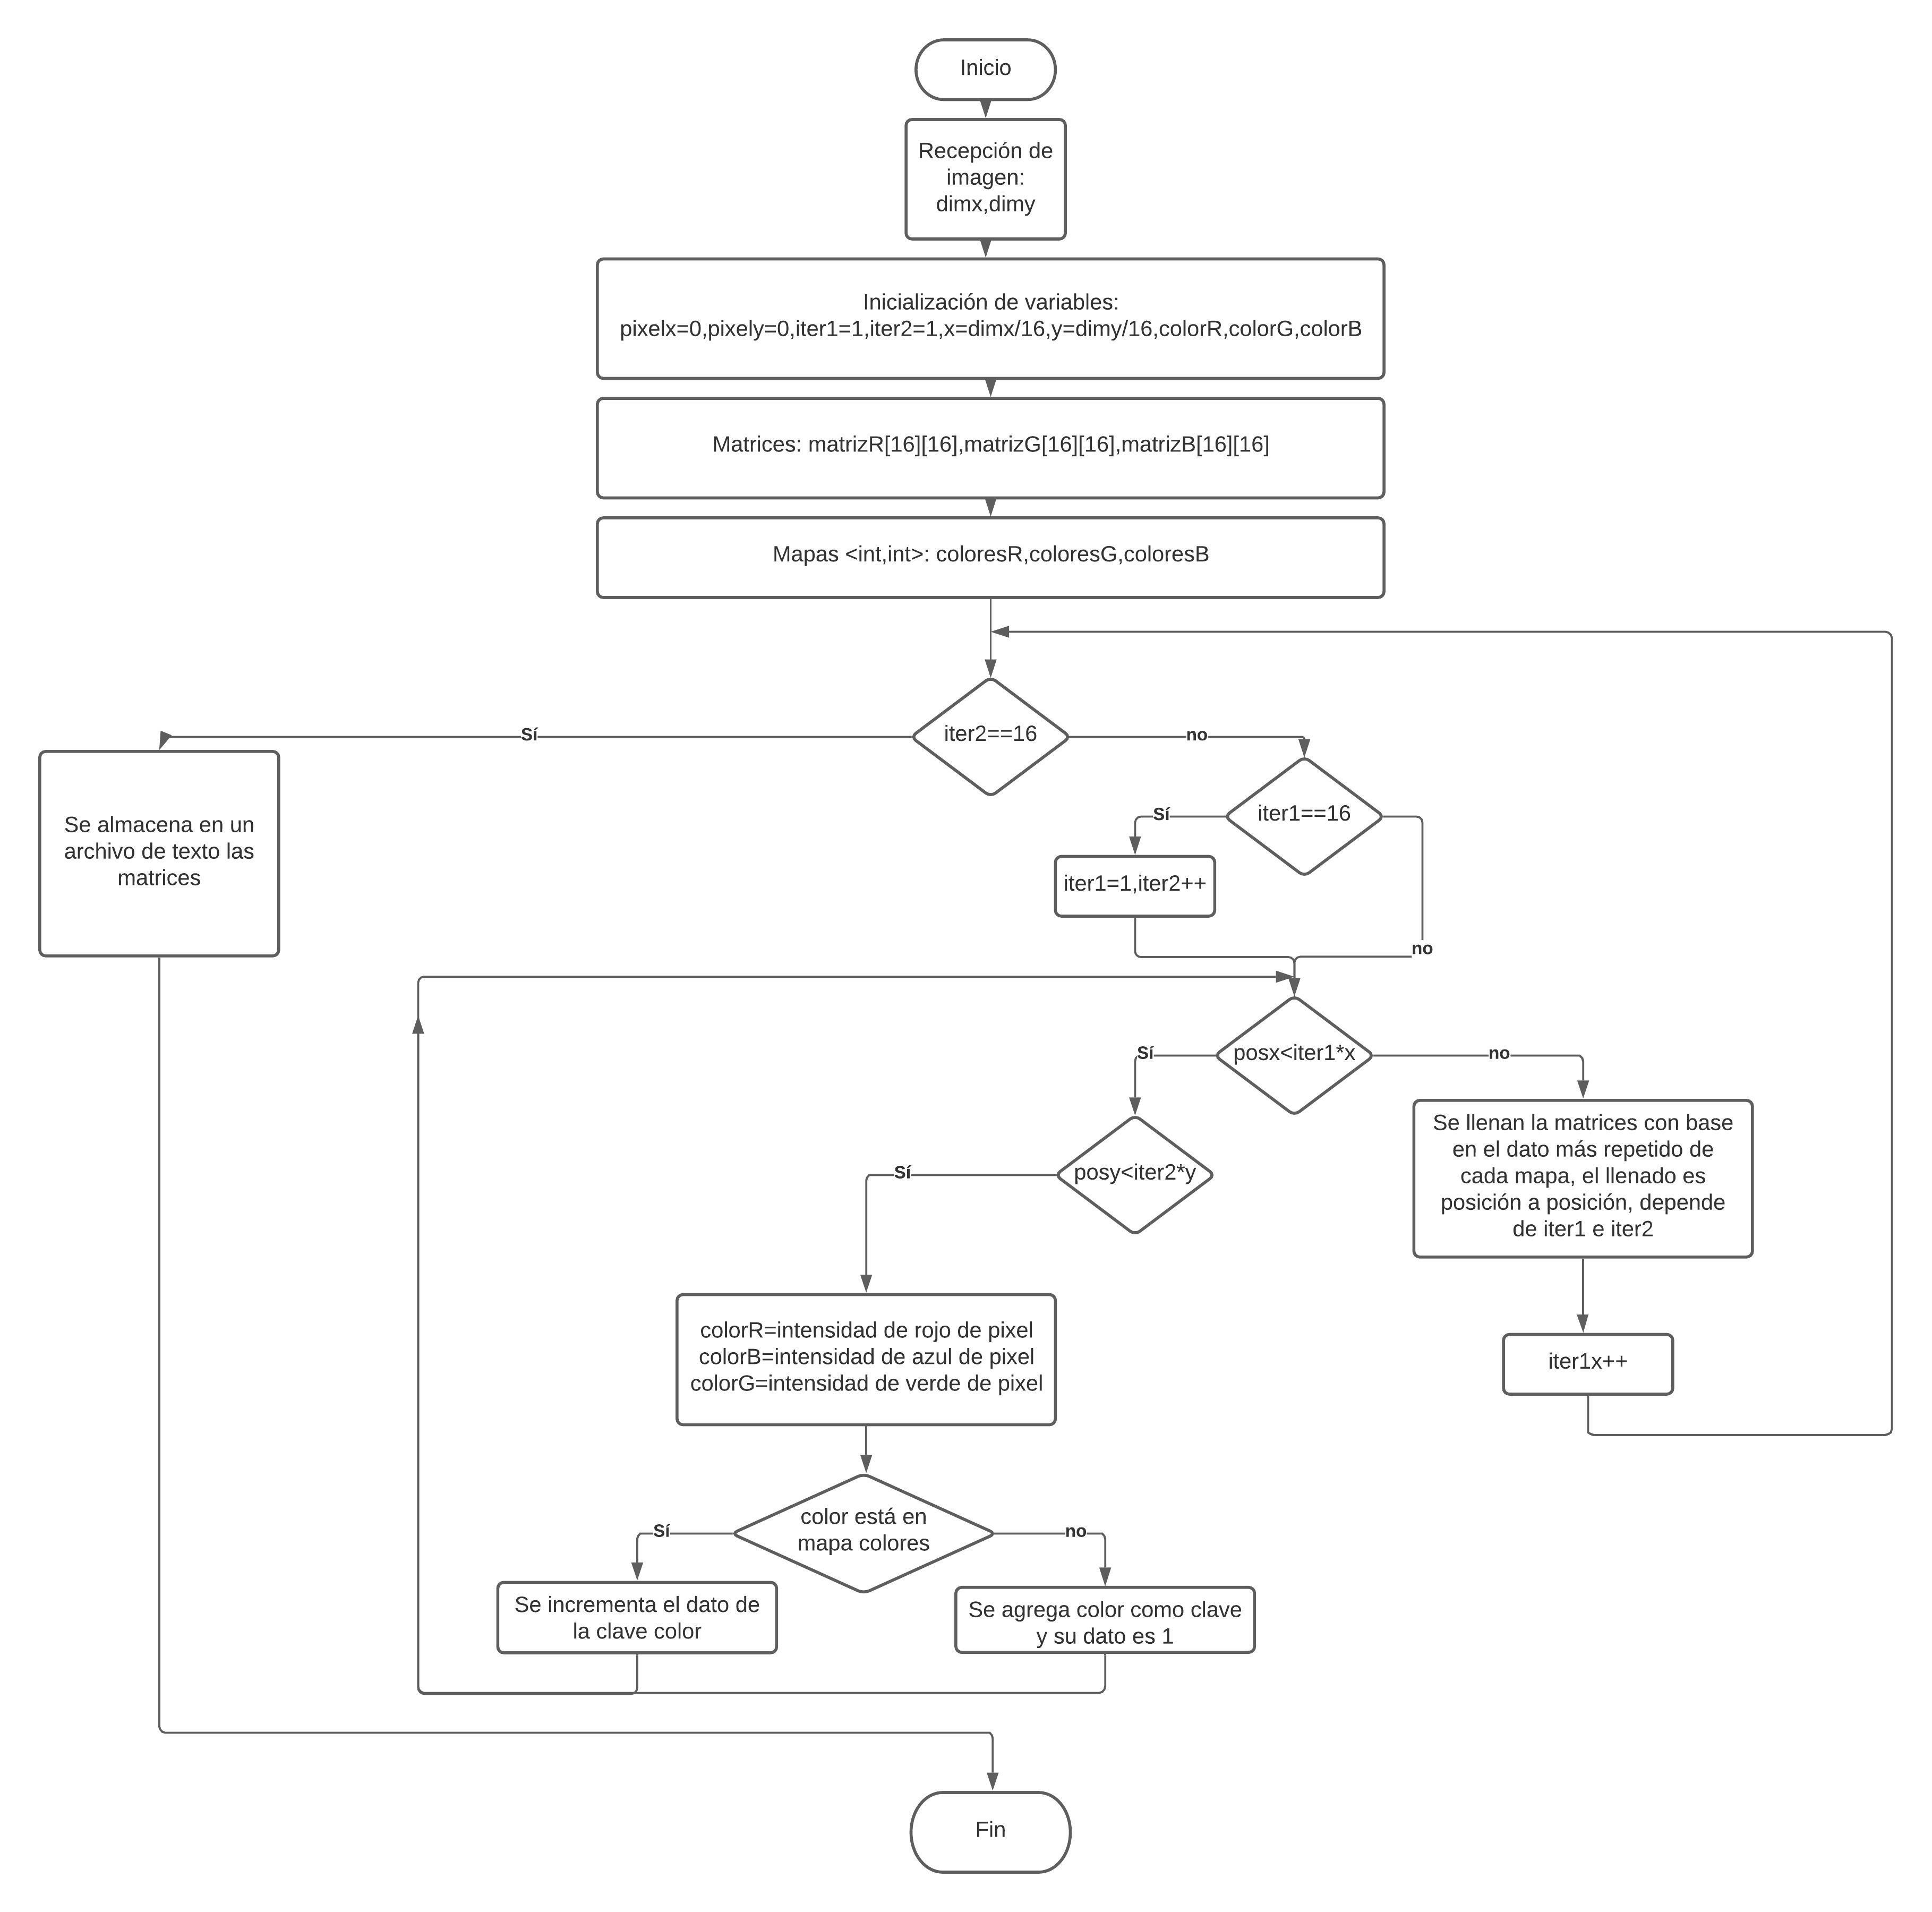 Inicio
Recepción de
imagen:
dimx,dimy
Inicialización de variables:
pixelx=0,pixely=0,iter1=1,iter2=1,x=dimx/16,y=dimy/16,colorR,colorG,colorB
Matrices: matrizR[16][16],matrizG[16][16],matrizB[16][16]
Mapas <int,int>: coloresR,coloresG,coloresB
iter2==16
Sí
no
Se almacena en un
archivo de texto las
matrices
iter1==16
Sí
iter1=1,iter2++
no
posx<iter1*x
Sí
no
posy<iter2*y
Sí
Se llenan la matrices con base
en el dato más repetido de
cada mapa, el llenado es
posición a posición, depende
de iter1 e iter2
iter1x++
colorR=intensidad de rojo de pixel
colorB=intensidad de azul de pixel
colorG=intensidad de verde de pixel
color está en
mapa colores
Sí
no
Se incrementa el dato de
la clave color
Se agrega color como clave
y su dato es 1
Fin